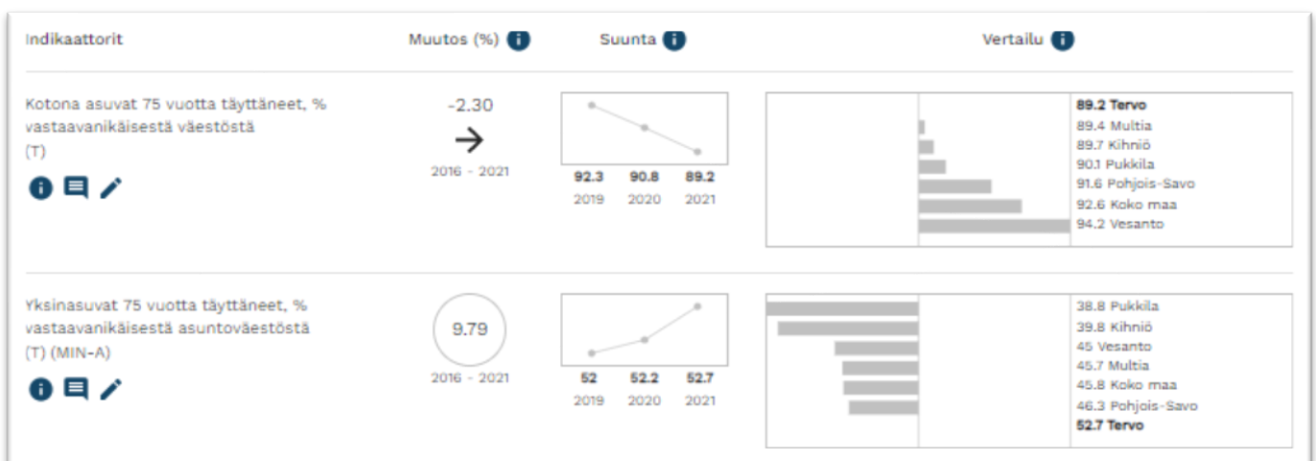 Indikaattorit Muutos (%) Suunta Vertailu
Kotona asuvat 75 vuotta täyttäneet, %
vastaavanikäisestä väestöstä
(T)
-2.30
2016 - 2021
92.3 90.8 89.2
2019 2020 2021
89.2 Tervo
89.4 Multia
89.7 Kihniö
90.1 Pukkila
91.6 Pohjois-Savo
92.6 Koko maa
94.2 Vesanto
Yksinasuvat 75 vuotta täyttäneet, %
vastaavanikäisestä asuntoväestöstä
(T) (MIN-A)
9.79
2016 - 2021
52 52.2 52.7
2019 2020 2021
38.8 Pukkila
39.8 Kihniö
45 Vesanto
45.7 Multia
45.8 Koko maa
46.3 Pohjois-Savo
52.7 Tervo